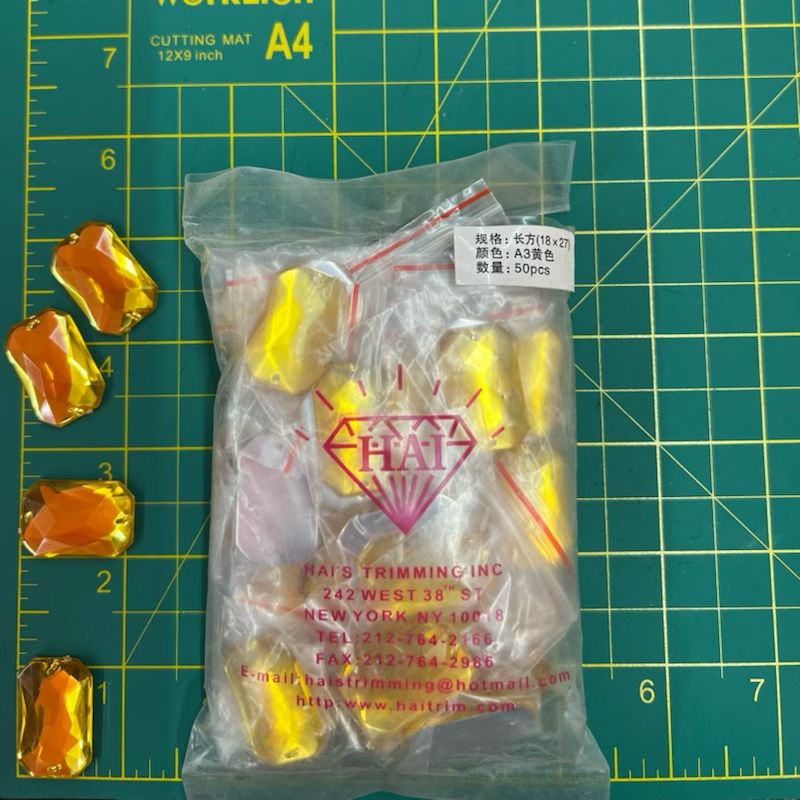 WORKLION
CUTTING MAT
12X9 inch
A4
7
6
4
3
2
1
6
7
规格：长方(18×27)
颜色：A3黄色
数量：50pcs
HAI
HAI'S TRIMMING INC
242 WEST 38TH ST
NEW YORK NY 10018
TEL:212-764-2166
FAX:212-764-2986
E-mail:haistrimming@hotmail.com
http:www.haitrim.com